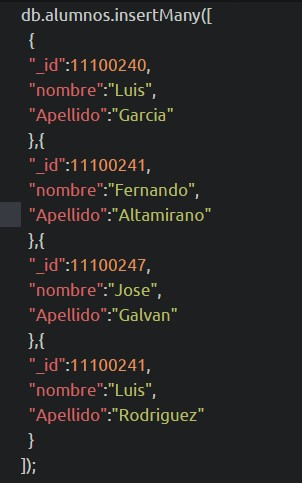 db.alumnos.insertMany([
{
"_id":11100240,
"nombre":"Luis",
"Apellido":"Garcia"
},{
"_id":11100241,
"nombre":"Fernando",
"Apellido":"Altamirano"
},{
"_id":11100247,
"nombre":"Jose",
"Apellido":"Galvan"
},{
"_id":11100241,
"nombre":"Luis",
"Apellido":"Rodriguez"
}
]);